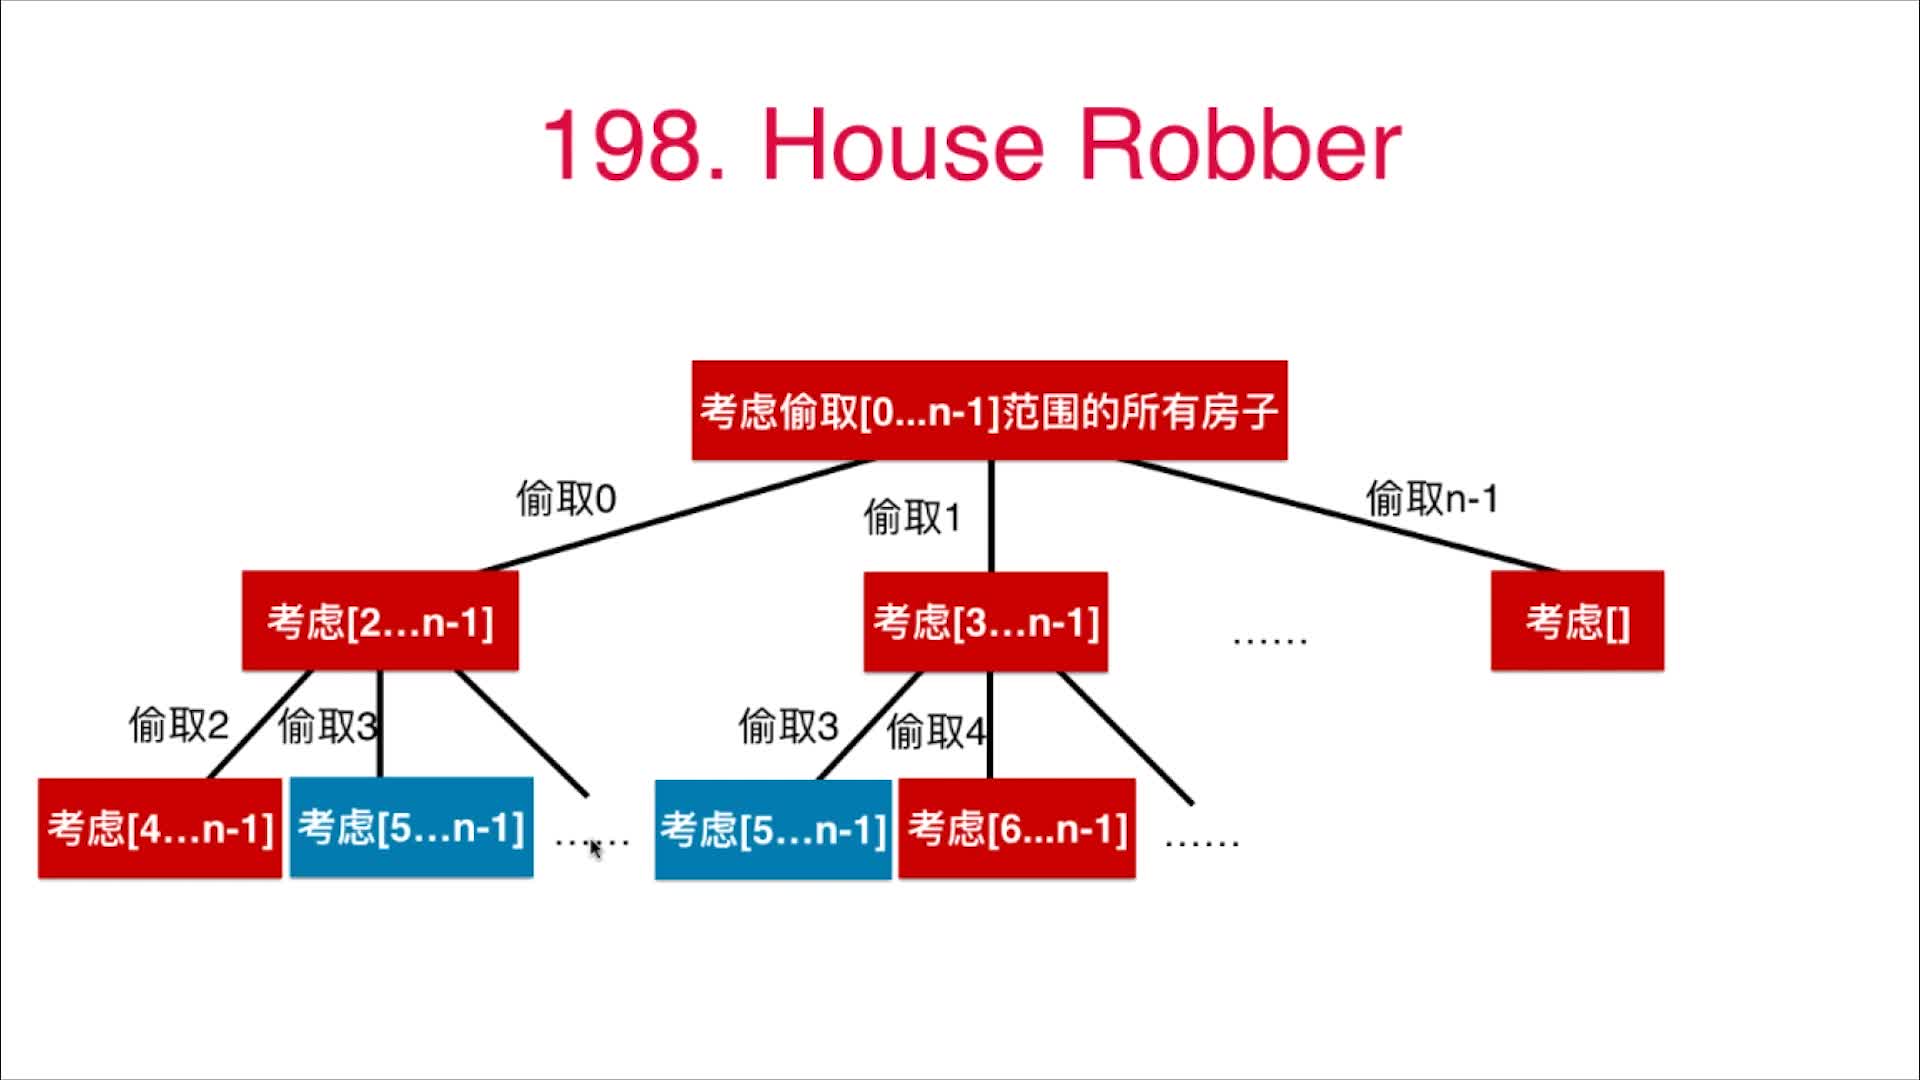 198. House Robber
考虑偷取[0...n-1]范围的所有房子
偷取0
偷取1
偷取n-1
考虑[2...n-1]
考虑[3...n-1]
......
考虑[]
偷取2
偷取3
偷取3
偷取4
考虑[4...n-1]
考虑[5...n-1]
......
考虑[5...n-1]
考虑[6...n-1]
......